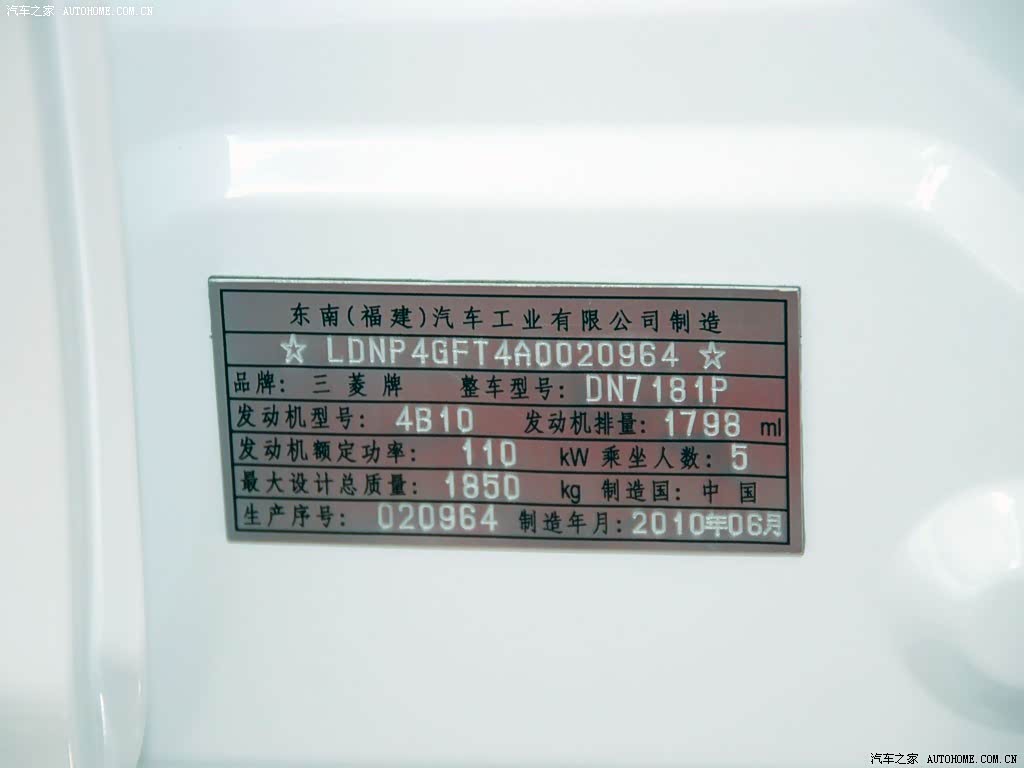 汽车之家 AUTOHOME.COM.CN
东南(福建)汽车工业有限公司制造
☆ LDNP4GFT4A0020964 ☆
品牌: 三菱牌 整车型号: DN7181P
发动机型号: 4B10 发动机排量: 1798 ml
发动机额定功率: 110 kW 乘坐人数: 5
最大设计总质量: 1850 kg 制造国: 中国
生产序号: 020964 制造年月: 2010年06月
汽车之家 AUTOHOME.COM.CN